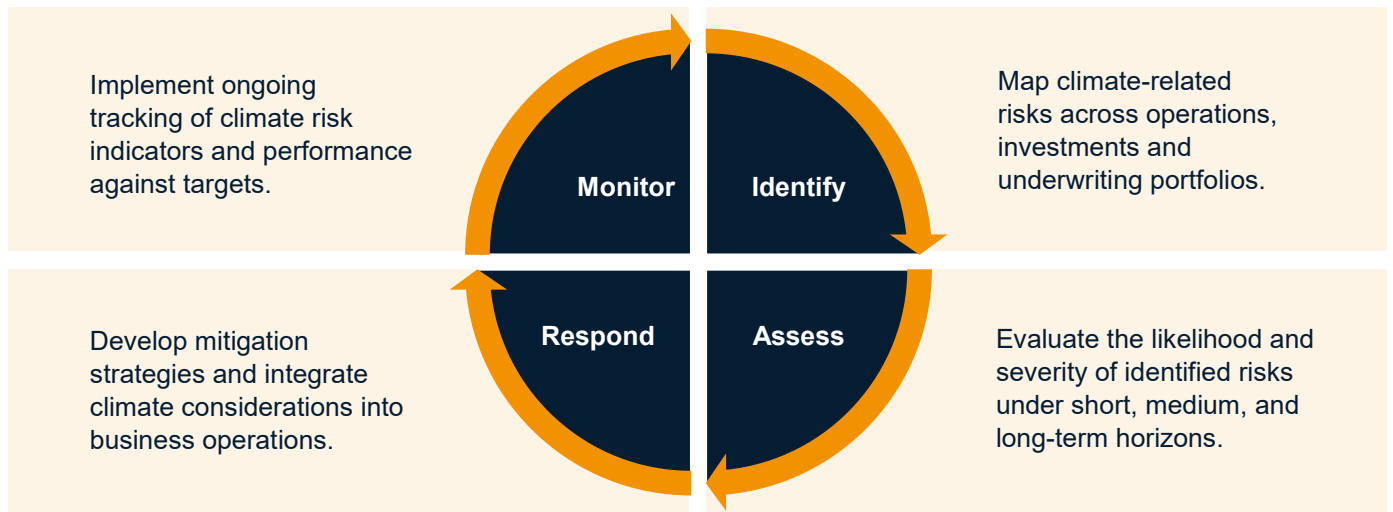 Implement ongoing
tracking of climate risk
indicators and performance
against targets.
Monitor
Identify
Map climate-related
risks across operations,
investments and
underwriting portfolios.
Develop mitigation
strategies and integrate
climate considerations into
business operations.
Respond
Assess
Evaluate the likelihood and
severity of identified risks
under short, medium, and
long-term horizons.